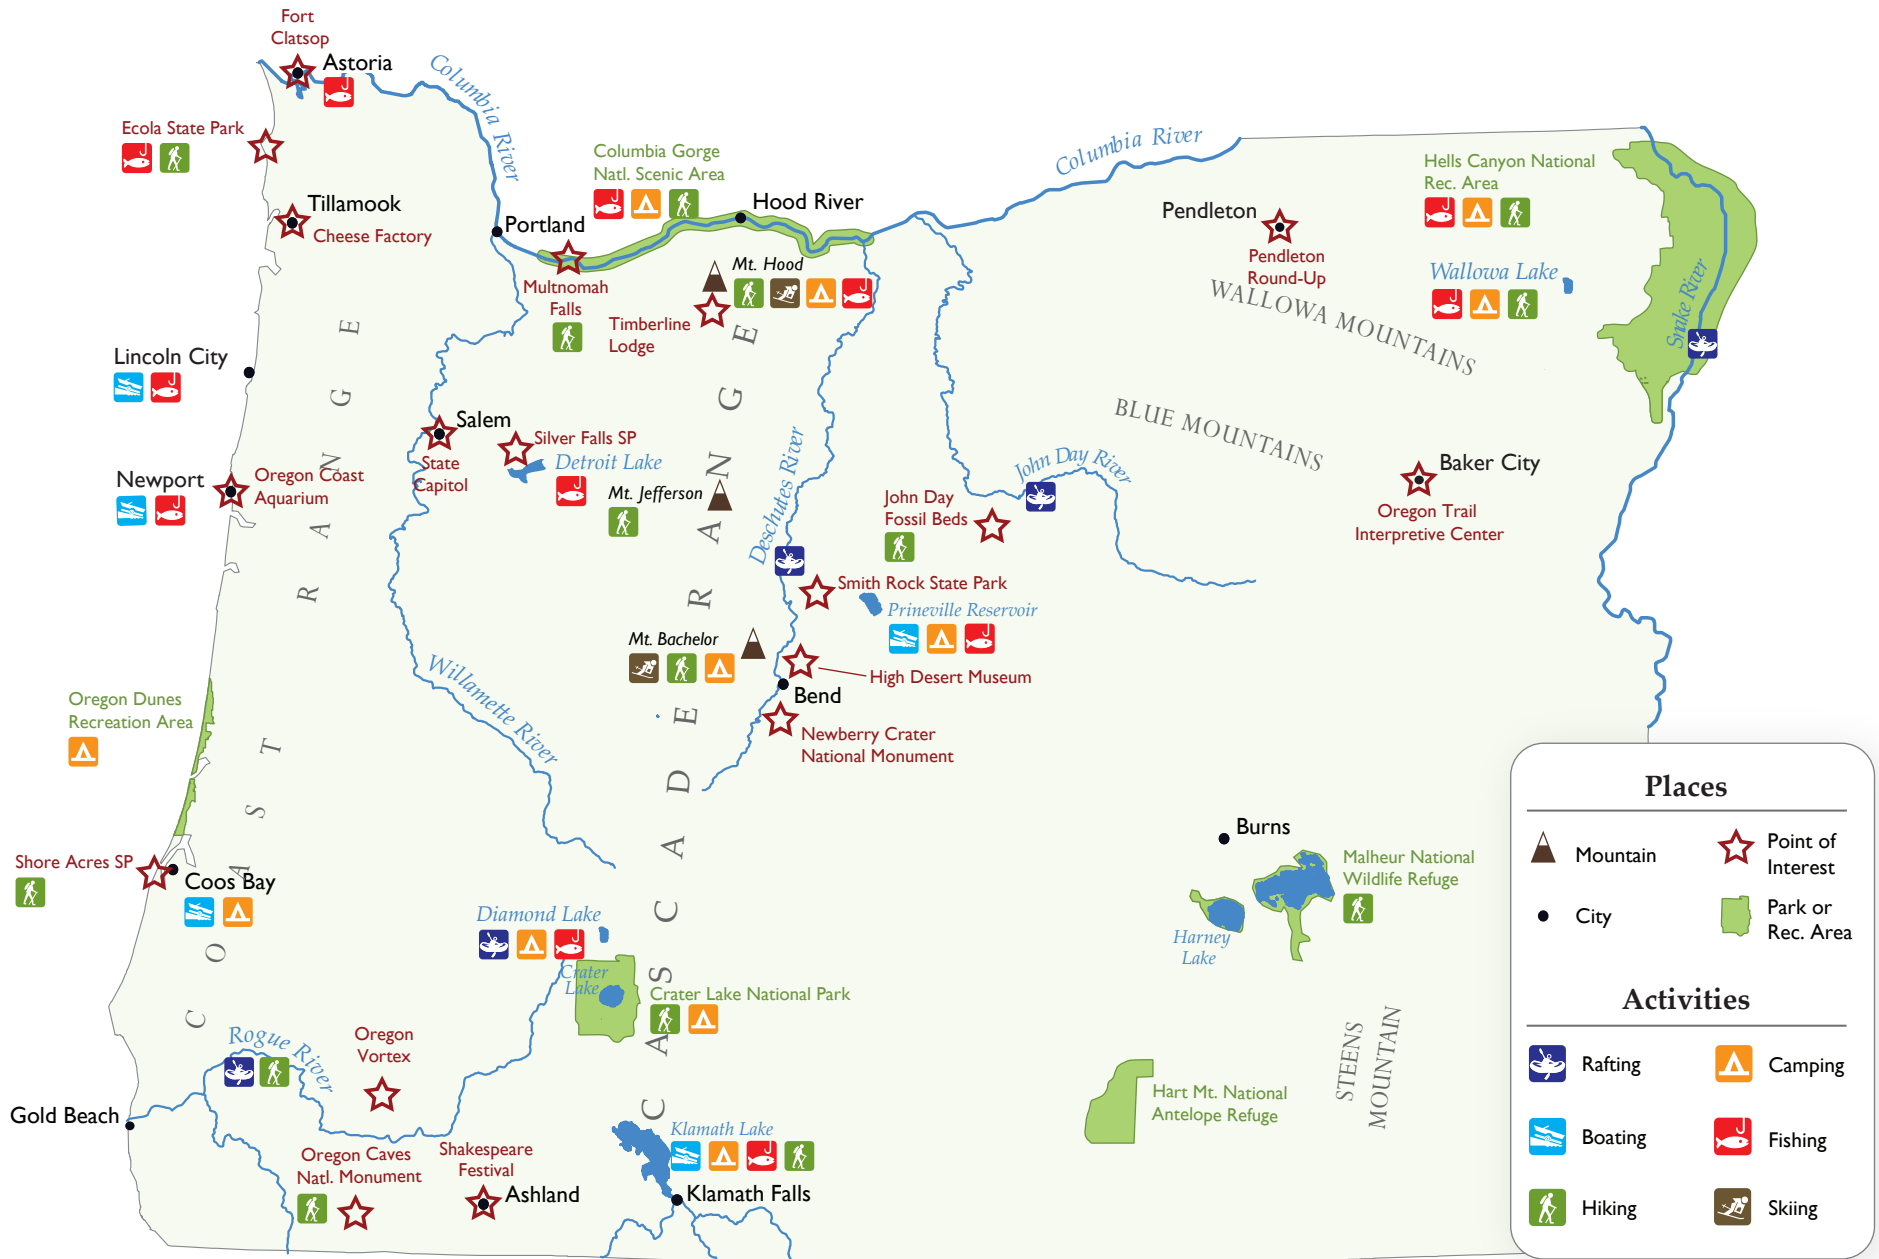 Fort
Clatsop
Astoria
Columbia River
Ecola State Park
Tillamook
Cheese Factory
Columbia Gorge
Natl. Scenic Area
Hood River
Portland
Multnomah
Falls
Mt. Hood
Timberline
Lodge
Columbia River
Pendleton
Pendleton
Round-Up
Hells Canyon National
Rec. Area
Wallowa Lake
Snake River
WALLOWA MOUNTAINS
BLUE MOUNTAINS
Lincoln City
Newport
Oregon Coast
Aquarium
Salem
State
Capitol
Silver Falls SP
Detroit Lake
Mt. Jefferson
Deschutes River
John Day
Fossil Beds
John Day River
Baker City
Oregon Trail
Interpretive Center
Smith Rock State Park
Prineville Reservoir
Mt. Bachelor
High Desert Museum
Bend
Newberry Crater
National Monument
Willamette River
Oregon Dunes
Recreation Area
COAST RANGE
CASCADE RANGE
Shore Acres SP
Coos Bay
Diamond Lake
Crater
Lake
Crater Lake National Park
Burns
Malheur National
Wildlife Refuge
Harney
Lake
STEENS
MOUNTAIN
Hart Mt. National
Antelope Refuge
Rogue River
Oregon
Vortex
Gold Beach
Oregon Caves
Natl. Monument
Shakespeare
Festival
Ashland
Klamath Lake
Klamath Falls
Places
Mountain
Point of
Interest
City
Park or
Rec. Area
Activities
Rafting
Camping
Boating
Fishing
Hiking
Skiing